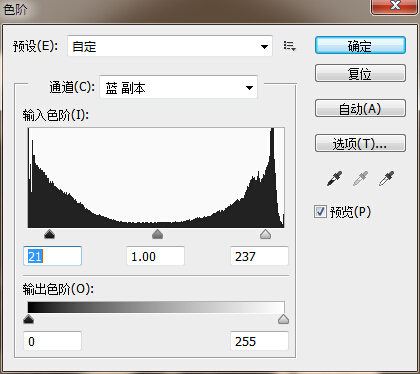 色阶
预设(E): 自定
确定
复位
通道(C): 蓝 副本
自动(A)
输入色阶(I):
选项(T)...
预览(P)
21 1.00 237
输出色阶(O):
0 255